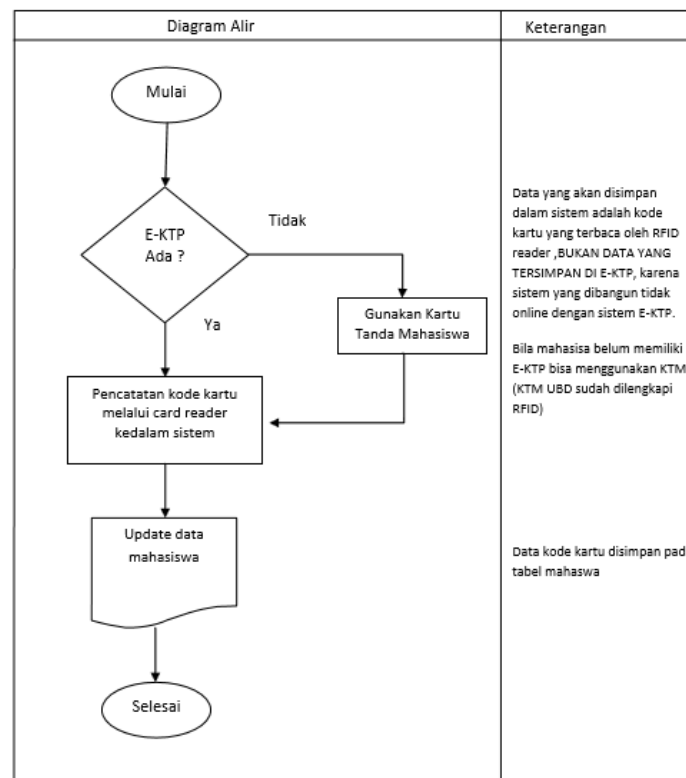 Diagram Alir
Keterangan
Mulai
E-KTP
Ada ?
Tidak
Ya
Gunakan Kartu
Tanda Mahasiswa
Pencatatan kode kartu
melalui card reader
kedalam sistem
Update data
mahasiswa
Selesai
Data yang akan disimpan
dalam sistem adalah kode
kartu yang terbaca oleh RFID
reader ,BUKAN DATA YANG
TERSIMPAN DI E-KTP, karena
sistem yang dibangun tidak
online dengan sistem E-KTP.
Bila mahasisa belum memiliki
E-KTP bisa menggunakan KTM
(KTM UBD sudah dilengkapi
RFID)
Data kode kartu disimpan pad
tabel mahaswa